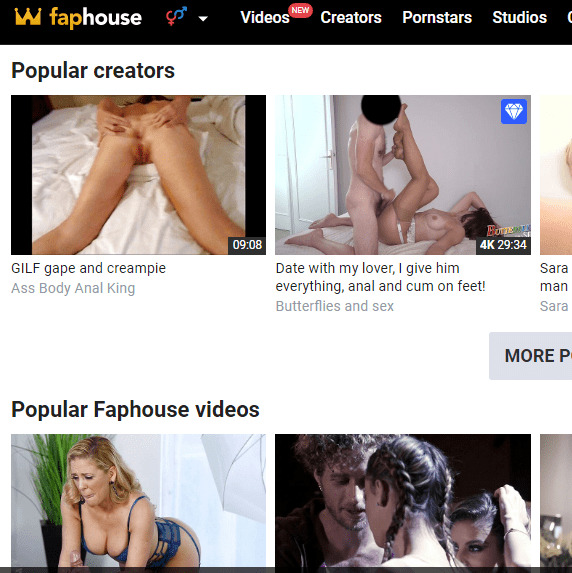 faphouse
Videos NEW Creators Pornstars Studios
Popular creators
09:08
4K 29:34
GILF gape and creampie
Ass Body Anal King
Date with my lover, I give him
everything, anal and cum on feet!
Butterflies and sex
Sara
man
Sara
MORE
Popular Faphouse videos